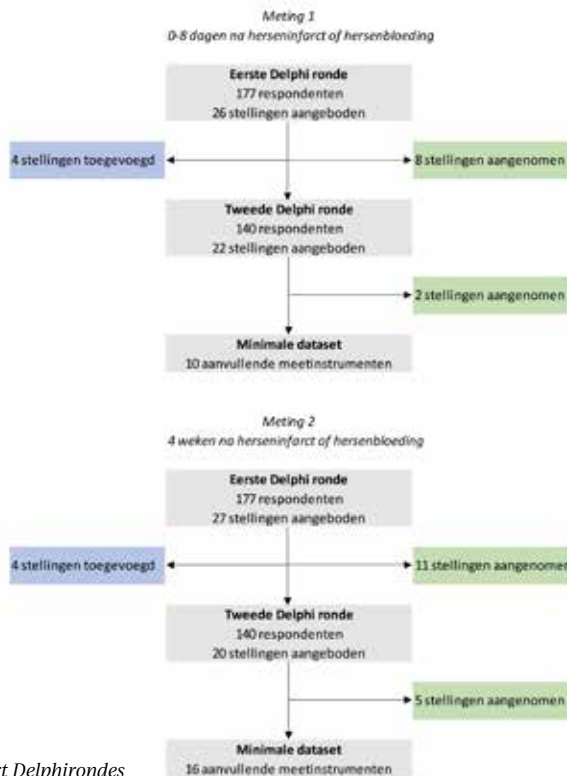 Meting 1
0-8 dagen na herseninfarct of hersenbloeding
Eerste Delphi ronde
177 respondenten
26 stellingen aangeboden
4 stellingen toegevoegd
8 stellingen aangenomen
Tweede Delphi ronde
140 respondenten
22 stellingen aangeboden
2 stellingen aangenomen
Minimale dataset
10 aanvullende meetinstrumenten
Meting 2
4 weken na herseninfarct of hersenbloeding
Eerste Delphi ronde
177 respondenten
27 stellingen aangeboden
4 stellingen toegevoegd
11 stellingen aangenomen
Tweede Delphi ronde
140 respondenten
20 stellingen aangeboden
5 stellingen aangenomen
Minimale dataset
16 aanvullende meetinstrumenten
Delphirondes